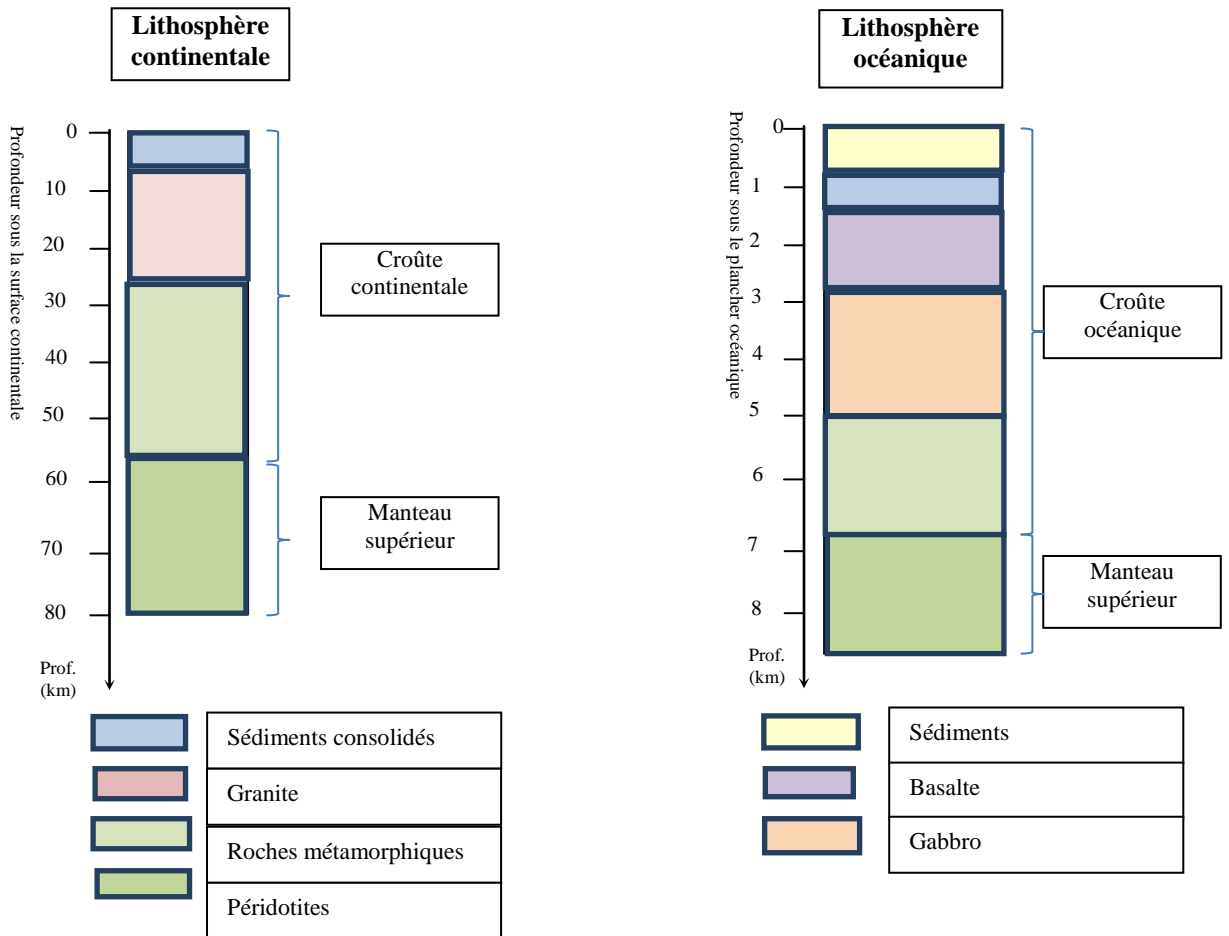 Lithosphère
continentale
Profondeur sous la surface continentale
0
10
20
30
40
50
60
70
80
Prof.
(km)
Croûte
continentale
Manteau
supérieur
Sédiments consolidés
Granite
Roches métamorphiques
Péridotites
Lithosphère
océanique
Profondeur sous le plancher océanique
0
1
2
3
4
5
6
7
8
Prof.
(km)
Croûte
océanique
Manteau
supérieur
Sédiments
Basalte
Gabbro